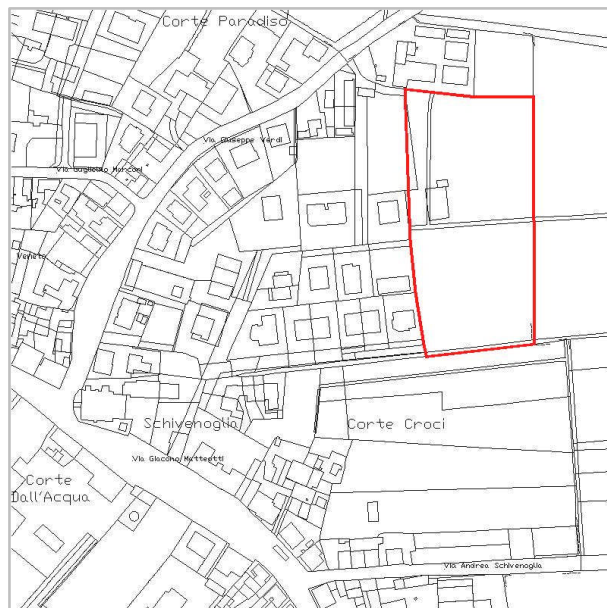 Corte Paradiso
Via Giuseppe Verdi
Via Guglielmo Marconi
Veneto
Schivenoglia
Corte Croci
Via Giacomo Matteotti
Corte
Dall'Acqua
Via Andrea Schivenoglia